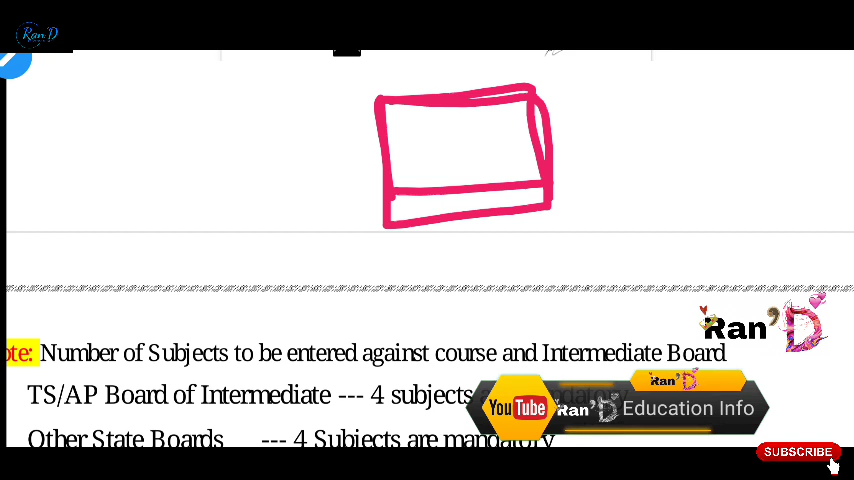 Ran'D
ote: Number of Subjects to be entered against course and Intermediate Board
Ran'D
TS/AP Board of Intermediate --- 4 subjects
Ran'D
YouTube Ran'D Education Info
Other State Boards --- 4 Subjects are mandatory
SUBSCRIBE